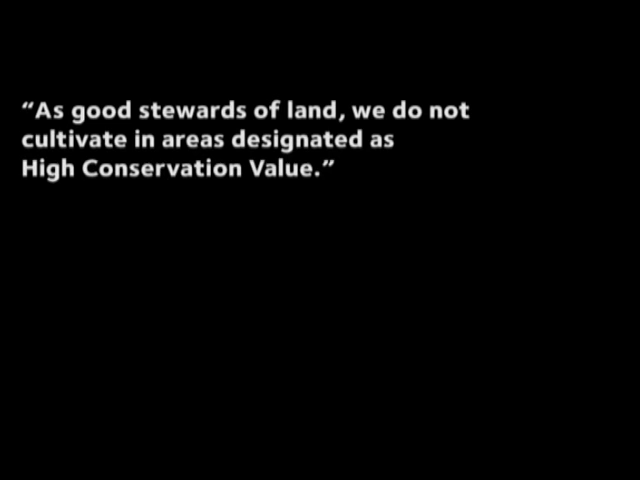 “As good stewards of land, we do not
cultivate in areas designated as
High Conservation Value.”